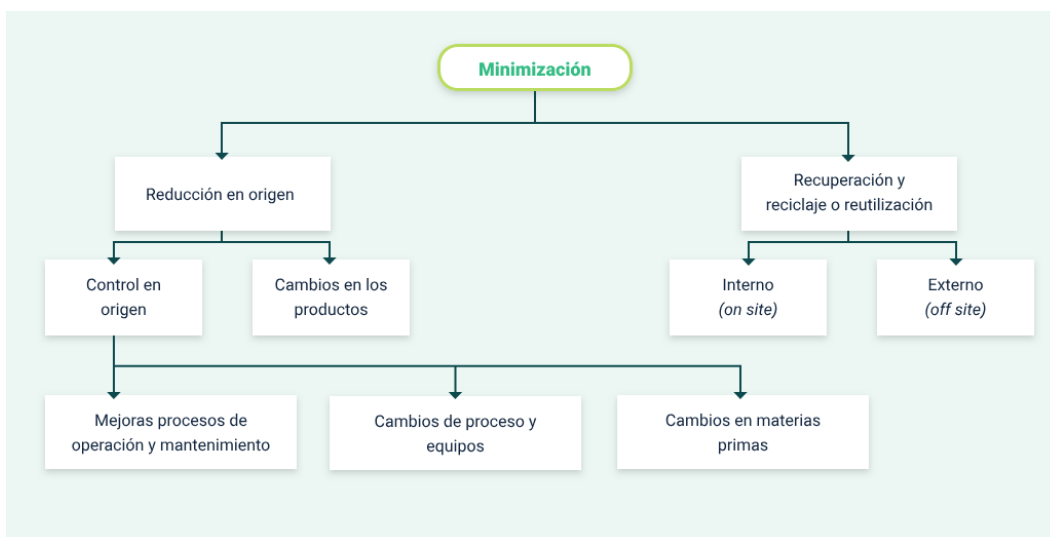 Minimización
Reducción en origen
Recuperación y
reciclaje o reutilización
Control en
origen
Cambios en los
productos
Interno
(on site)
Externo
(off site)
Mejoras procesos de
operación y mantenimiento
Cambios de proceso y
equipos
Cambios en materias
primas